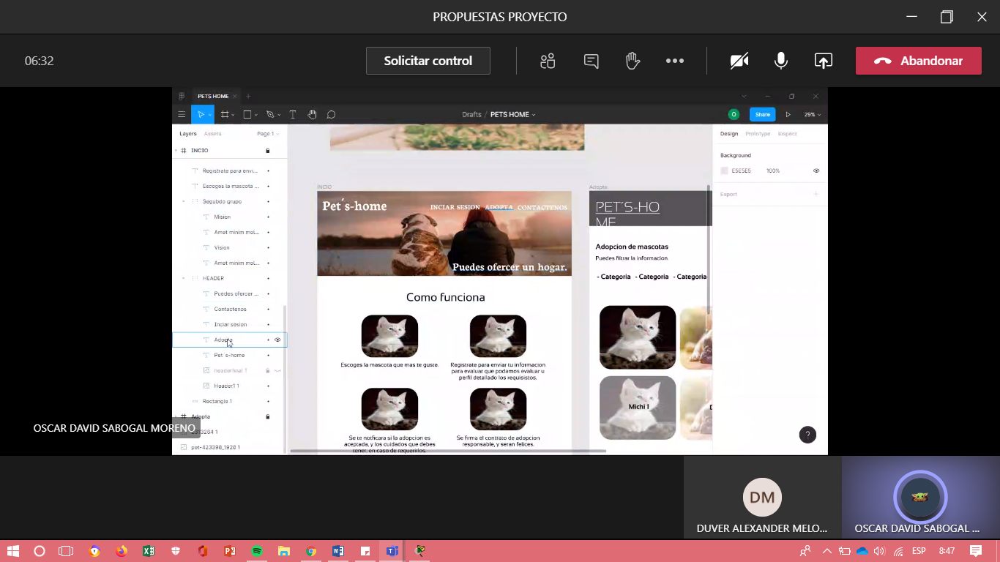 PROPUESTAS PROYECTO
06:32
Solicitar control
Abandonar
PETS HOME
Drafts / PETS HOME
O
Share
29%
Layers
Assets
Page 1
Design
Prototype
Inspect
INCIO
Registrate para envi...
Escoges la mascota ...
Segubdo grupo
Mision
Amet minim mol...
Vision
Amet minim mol...
HEADER
Puedes ofercer ...
Contactenos
Inciar sesion
Adopta
Pet´s-home
headerfinal 1
Header1 1
Rectangle 1
Adopta
13264 1
pet-423398_1920 1
OSCAR DAVID SABOGAL MORENO
INCIO
Pet´s-home
INCIAR SESION
ADOPTA
CONTACTENOS
Puedes ofercer un hogar.
Como funciona
Escoges la mascota que mas te guste.
Registrate para enviar tu informacion
para evaluar que podamos evaluar u
perfil detallado los requisistos.
Se te notficara si la adopcion es
aceptada, y los cuidados que debes
tener, en caso de requerirlos.
Se firma el contrato de adopcion
responsable, y seran felices.
Adopta
PET´S-HO
ME
Adopcion de mascotas
Puedes filtrar la informacion.
- Categoria - Categoria - Categoria
Michi 1
D
Background
E5E5E5
100%
Export
?
DM
DUVER ALEXANDER MELO...
OSCAR DAVID SABOGAL ...
ESP
8:47